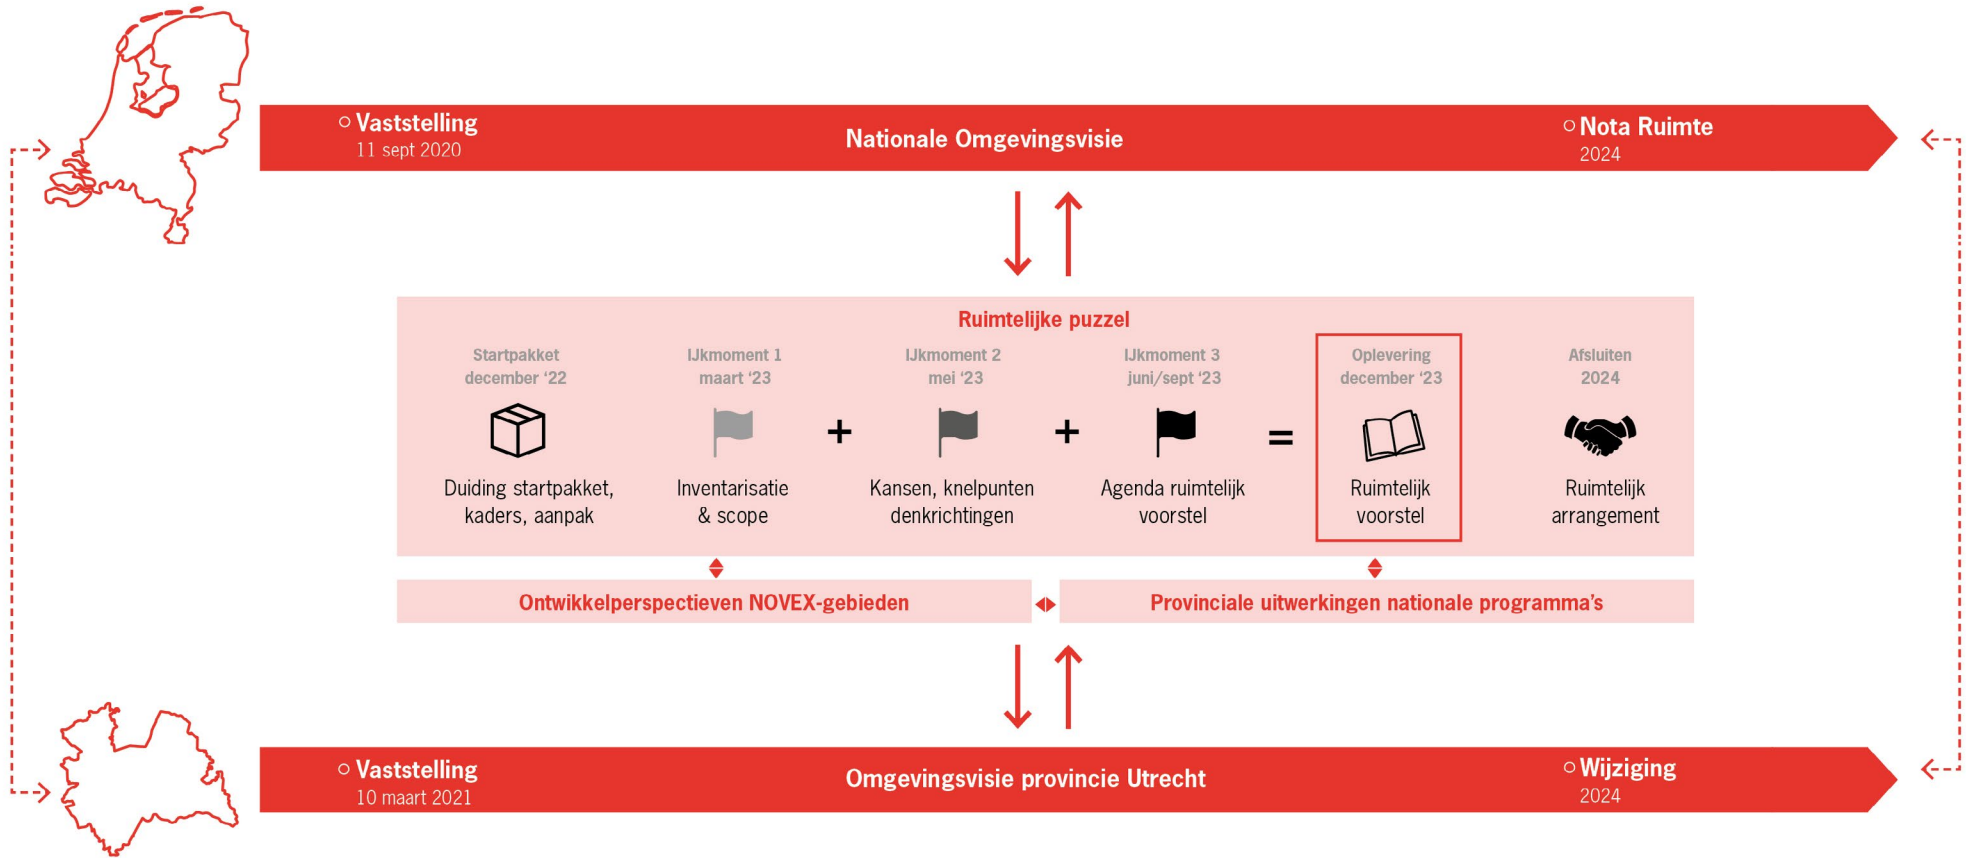 Vaststelling
11 sept 2020
Nationale Omgevingsvisie
Nota Ruimte
2024
Ruimtelijke puzzel
Startpakket
december ‘22
Duiding startpakket,
kaders, aanpak
IJkmoment 1
maart ‘23
Inventarisatie
& scope
+
IJkmoment 2
mei ‘23
Kansen, knelpunten
denkrichtingen
+
IJkmoment 3
juni/sept ‘23
Agenda ruimtelijk
voorstel
=
Oplevering
december ‘23
Ruimtelijk
voorstel
Afsluiten
2024
Ruimtelijk
arrangement
Ontwikkelperspectieven NOVEX-gebieden
Provinciale uitwerkingen nationale programma’s
Vaststelling
10 maart 2021
Omgevingsvisie provincie Utrecht
Wijziging
2024